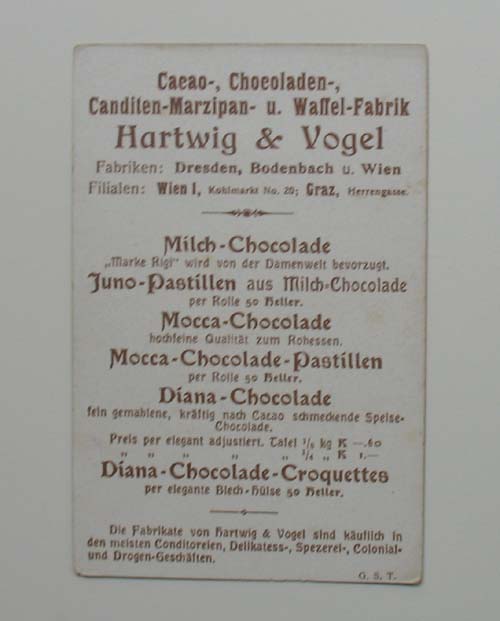 Cacao-, Chocoladen-,
Canditen-Marzipan- u. Waffel-Fabrik
Hartwig & Vogel
Fabriken: Dresden, Bodenbach u. Wien
Filialen: Wien I, Kohlmarkt No. 20; Graz, Herrengasse.
Milch-Chocolade
„Marke Rigi" wird von der Damenwelt bevorzugt.
Juno-Pastillen aus Milch-Chocolade
per Rolle 50 Heller.
Mocca-Chocolade
hochfeine Qualität zum Rohessen.
Mocca-Chocolade-Pastillen
per Rolle 50 Heller.
Diana-Chocolade
fein gemahlene, kräftig nach Cacao schmeckende Speise-
Chocolade.
Preis per elegant adjustiert. Tafel 1/8 kg K —.60
„ „ „ „ „ 1/4 „ K 1.—
Diana-Chocolade-Croquettes
per elegante Blech-Hülse 50 Heller.
Die Fabrikate von Hartwig & Vogel sind käuflich in
den meisten Conditoreien, Delikatess-, Spezerei-, Colonial-
und Drogen-Geschäften.
G. S. T.